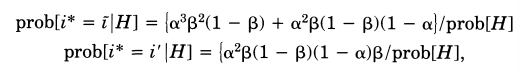 prob[i* = ĩ|H] = {α³β²(1 − β) + α²β(1 − β)(1 − α}/prob[H]
prob[i* = i′|H] = {α²β(1 − β)(1 − α)β/prob[H],